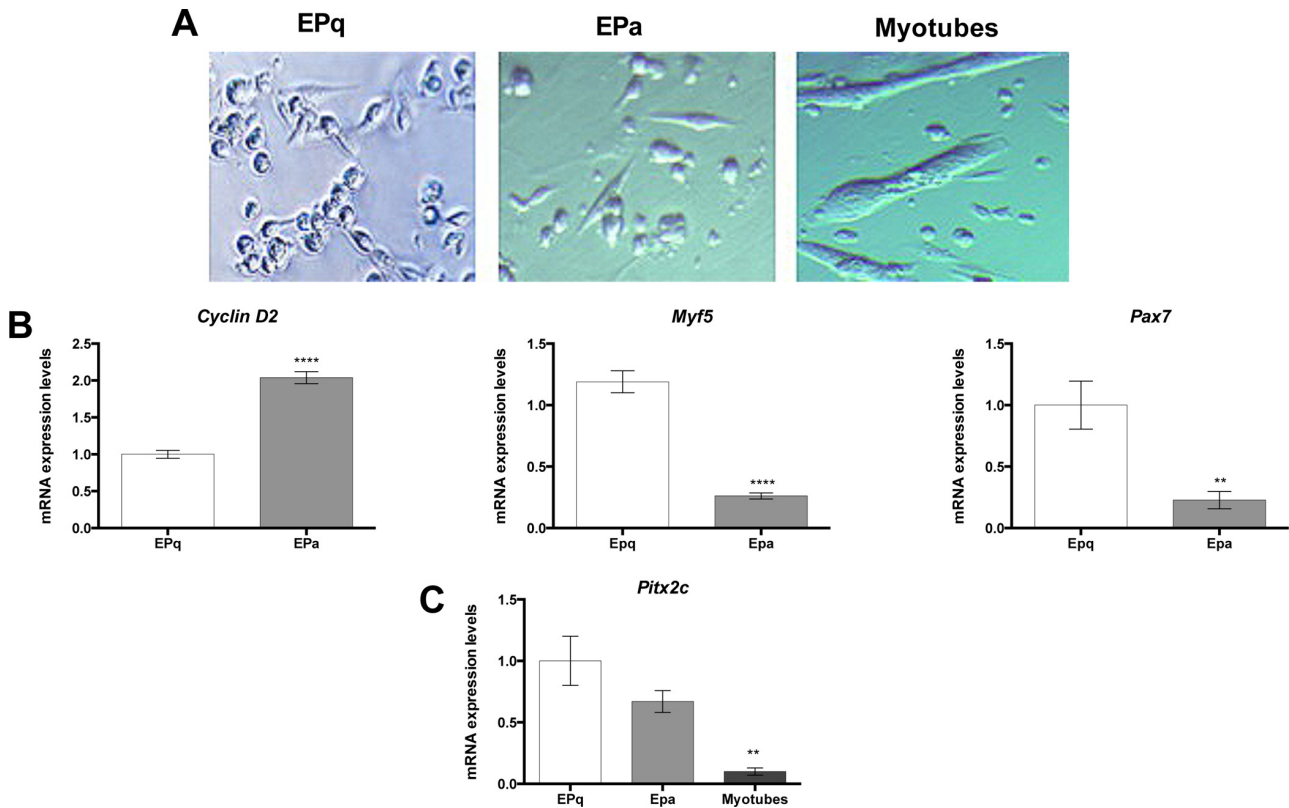 A
EPq
EPa
Myotubes
B
Cyclin D2
mRNA expression levels
2.5
2.0
1.5
1.0
0.5
0.0
****
EPq
EPa
Myf5
mRNA expression levels
1.5
1.0
0.5
0.0
****
Epq
Epa
Pax7
mRNA expression levels
1.5
1.0
0.5
0.0
**
Epq
Epa
C
Pitx2c
mRNA expression levels
1.5
1.0
0.5
0.0
**
EPq
Epa
Myotubes